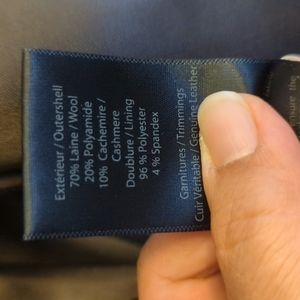 Extérieur / Outershell
70% Laine / Wool
20% Polyamide
10% Cachemire /
Cashmere
Doublure / Lining
96 % Polyester
4 % Spandex
Garnitures / Trimmings
Cuir Véritable / Genuine Leather